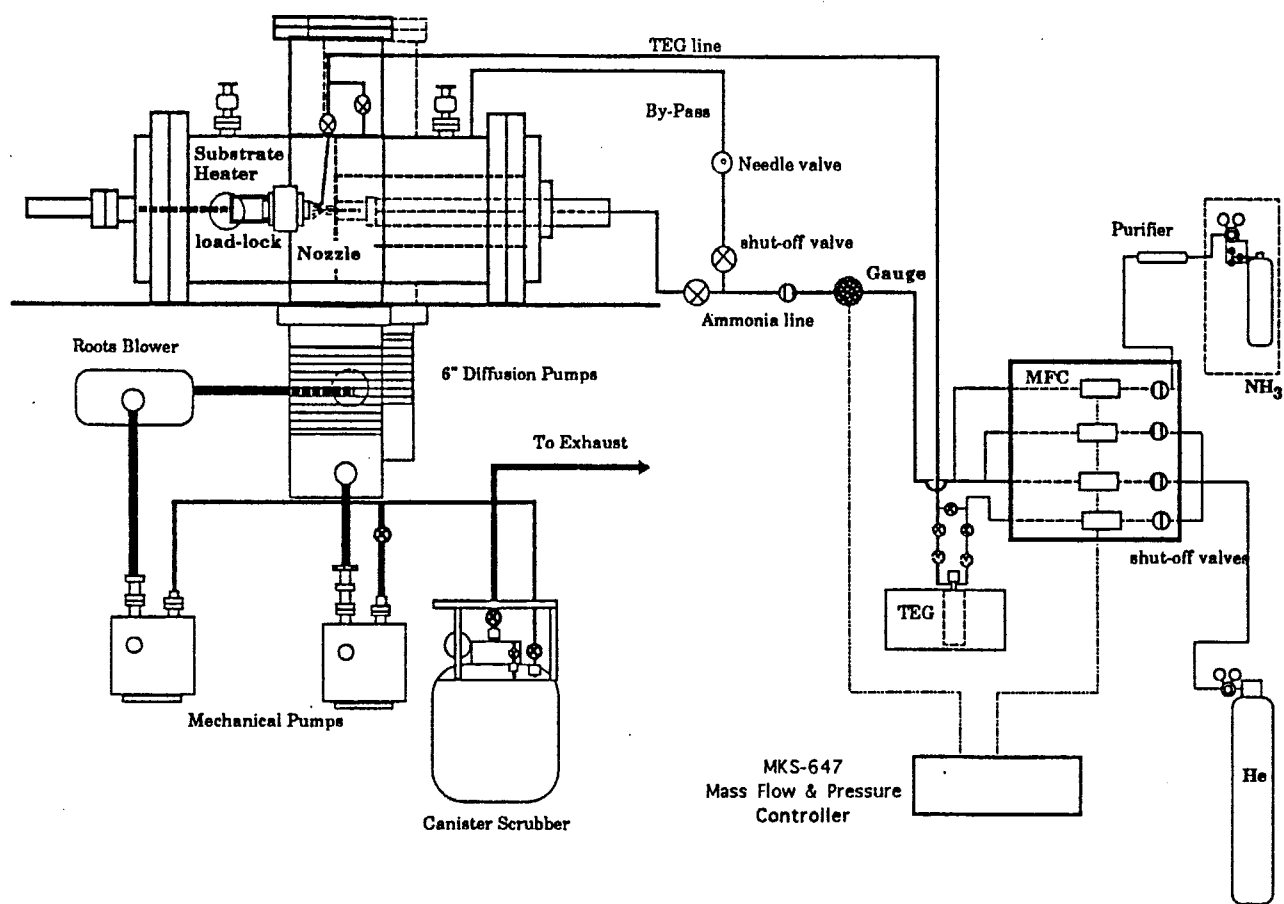 TEG line
By-Pass
Substrate
Heater
Needle valve
load-lock
Nozzle
shut-off valve
Purifier
Gauge
Ammonia line
Roots Blower
6" Diffusion Pumps
MFC
NH3
To Exhaust
shut-off valves
TEG
Mechanical Pumps
MKS-647
Mass Flow & Pressure
Controller
He
Canister Scrubber